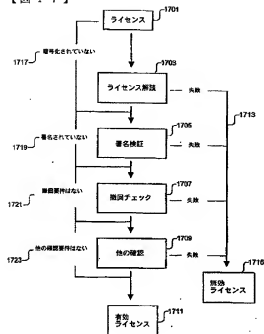 【図17】
ライセンス
1701
暗号化されていない
1717
1703
ライセンス解読
失敗
1713
署名されていない
1719
1705
署名検証
失敗
撤回要件はない
1721
1707
撤回チェック
失敗
他の確認要件はない
1723
1709
他の確認
失敗
1715
無効
ライセンス
1711
有効
ライセンス